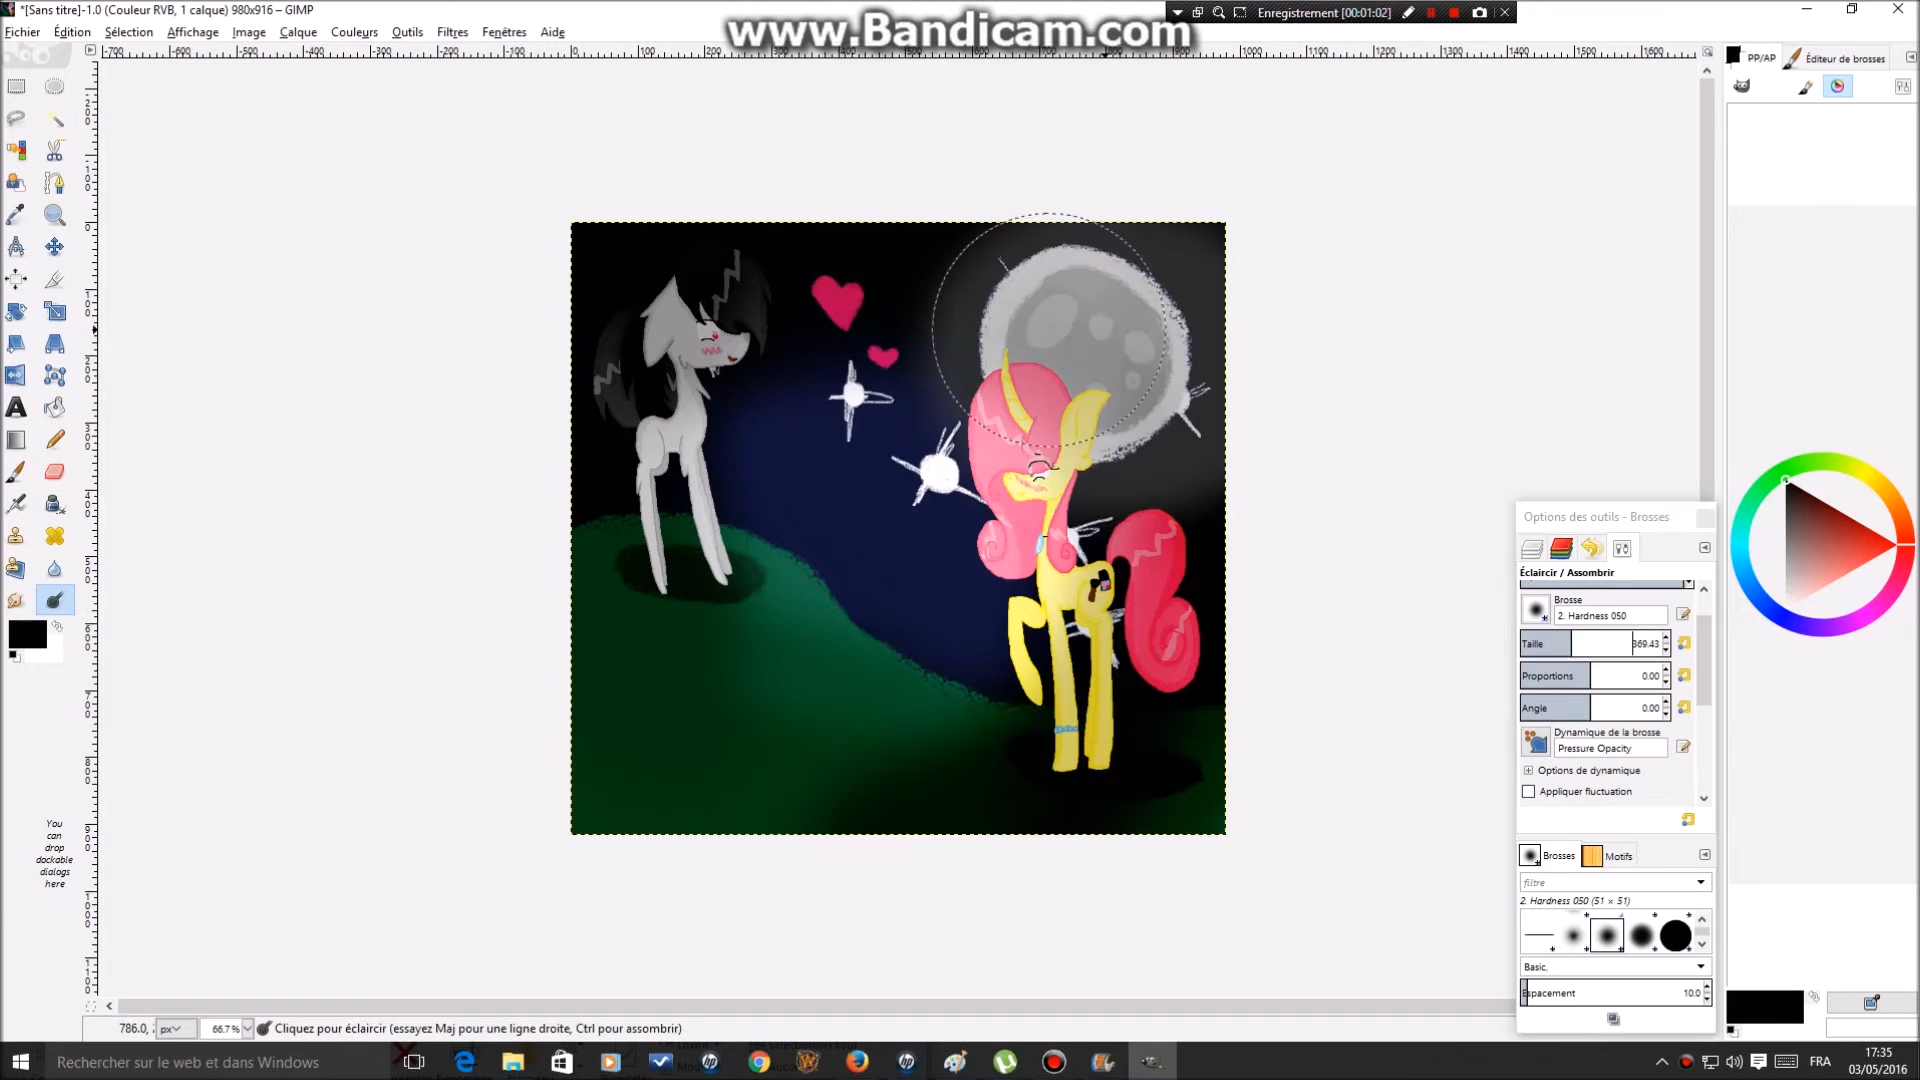 *[Sans titre]-1.0 (Couleur RVB, 1 calque) 980x916 – GIMP
www.Bandicam.com
Enregistrement [00:01:02]
Fichier Édition Sélection Affichage Image Calque Couleurs Outils Filtres Fenêtres Aide
PP/AP
Éditeur de brosses
You
can
drop
dockable
dialogs
here
Options des outils - Brosses
Éclaircir / Assombrir
Brosse
2. Hardness 050
Taille 369.43
Proportions 0.00
Angle 0.00
Dynamique de la brosse
Pressure Opacity
Options de dynamique
Appliquer fluctuation
Brosses
Motifs
filtre
2. Hardness 050 (51 × 51)
Basic,
Espacement 10.0
786.0,
px
66.7 %
Cliquez pour éclaircir (essayez Maj pour une ligne droite, Ctrl pour assombrir)
Rechercher sur le web et dans Windows
FRA
17:35
03/05/2016